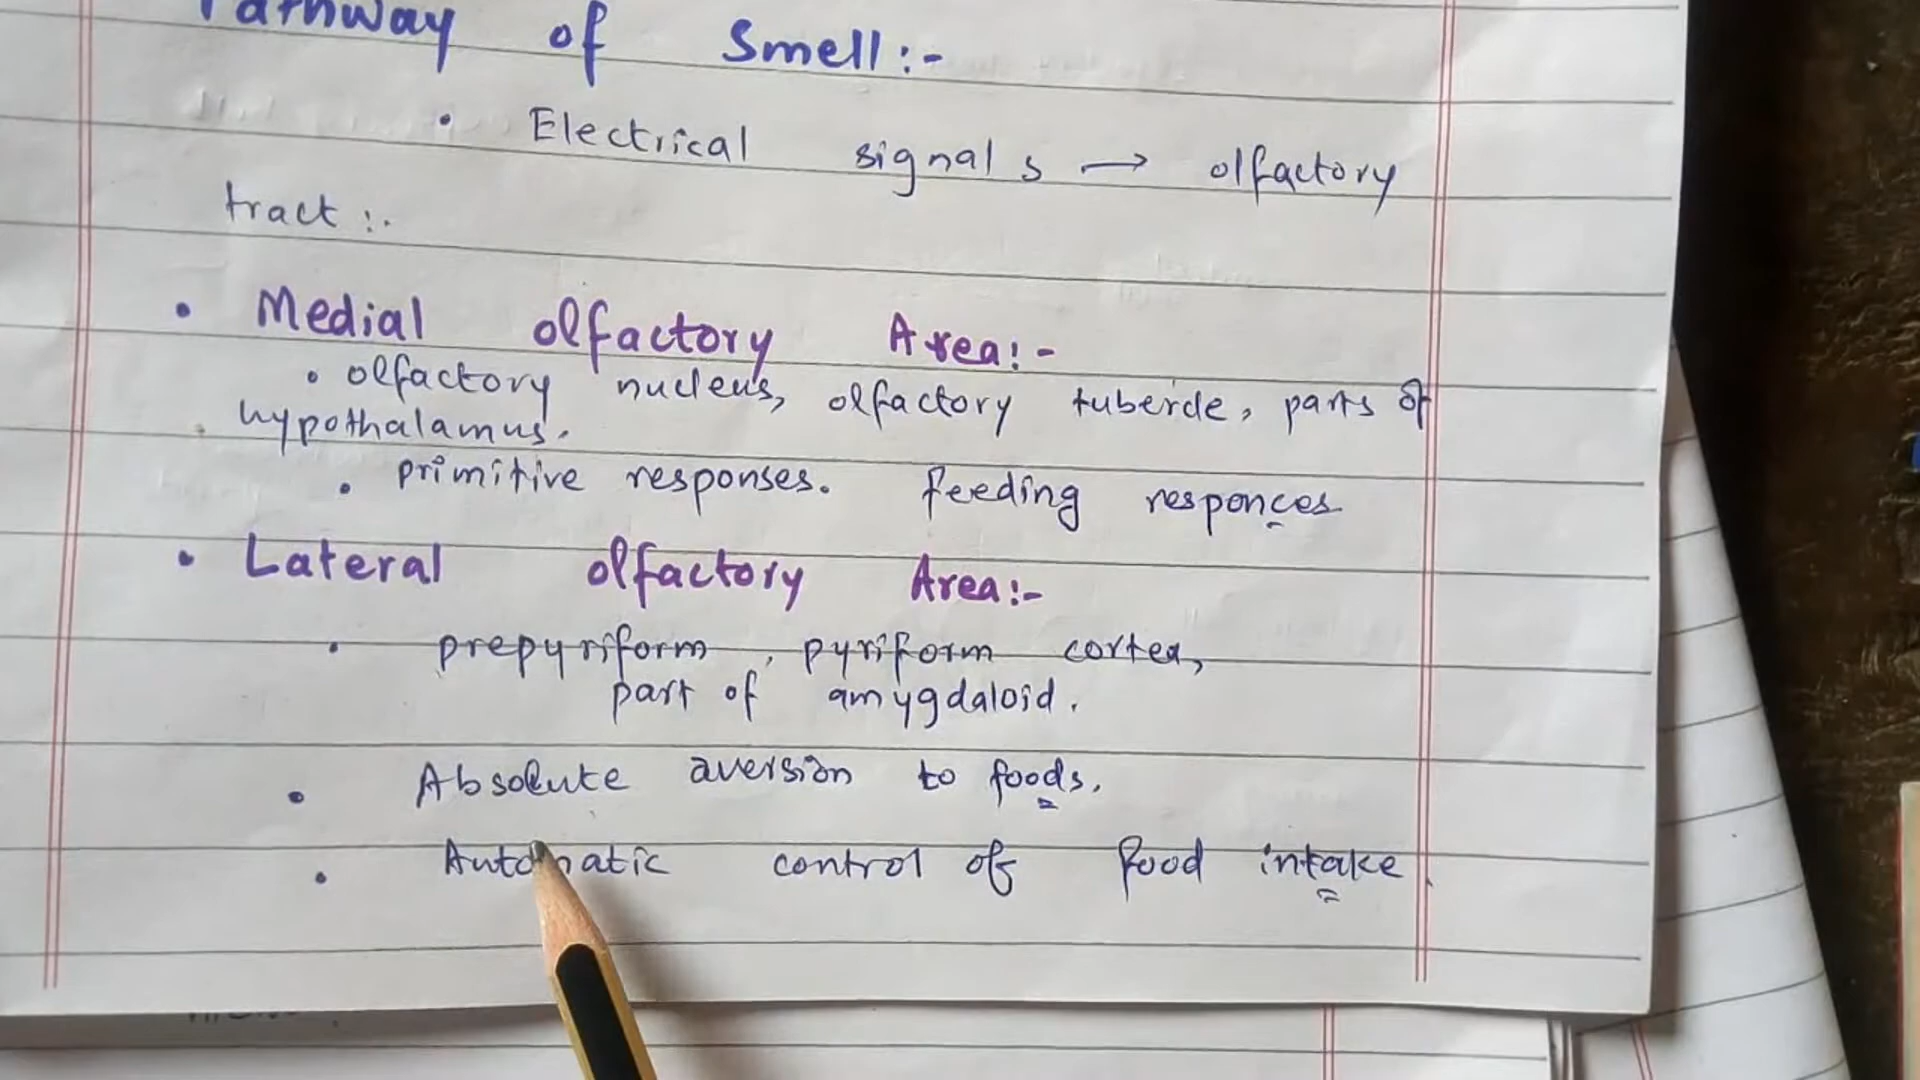 Pathway of Smell:-
• Electrical signals → olfactory
tract :.
• Medial olfactory Area:-
• olfactory nucleus, olfactory tubercle, parts of
hypothalamus.
• primitive responses. feeding responces
• Lateral olfactory Area:-
• prepyriform, pyriform cortex,
part of amygdaloid.
• Absolute aversion to foods.
• Automatic control of food intake.